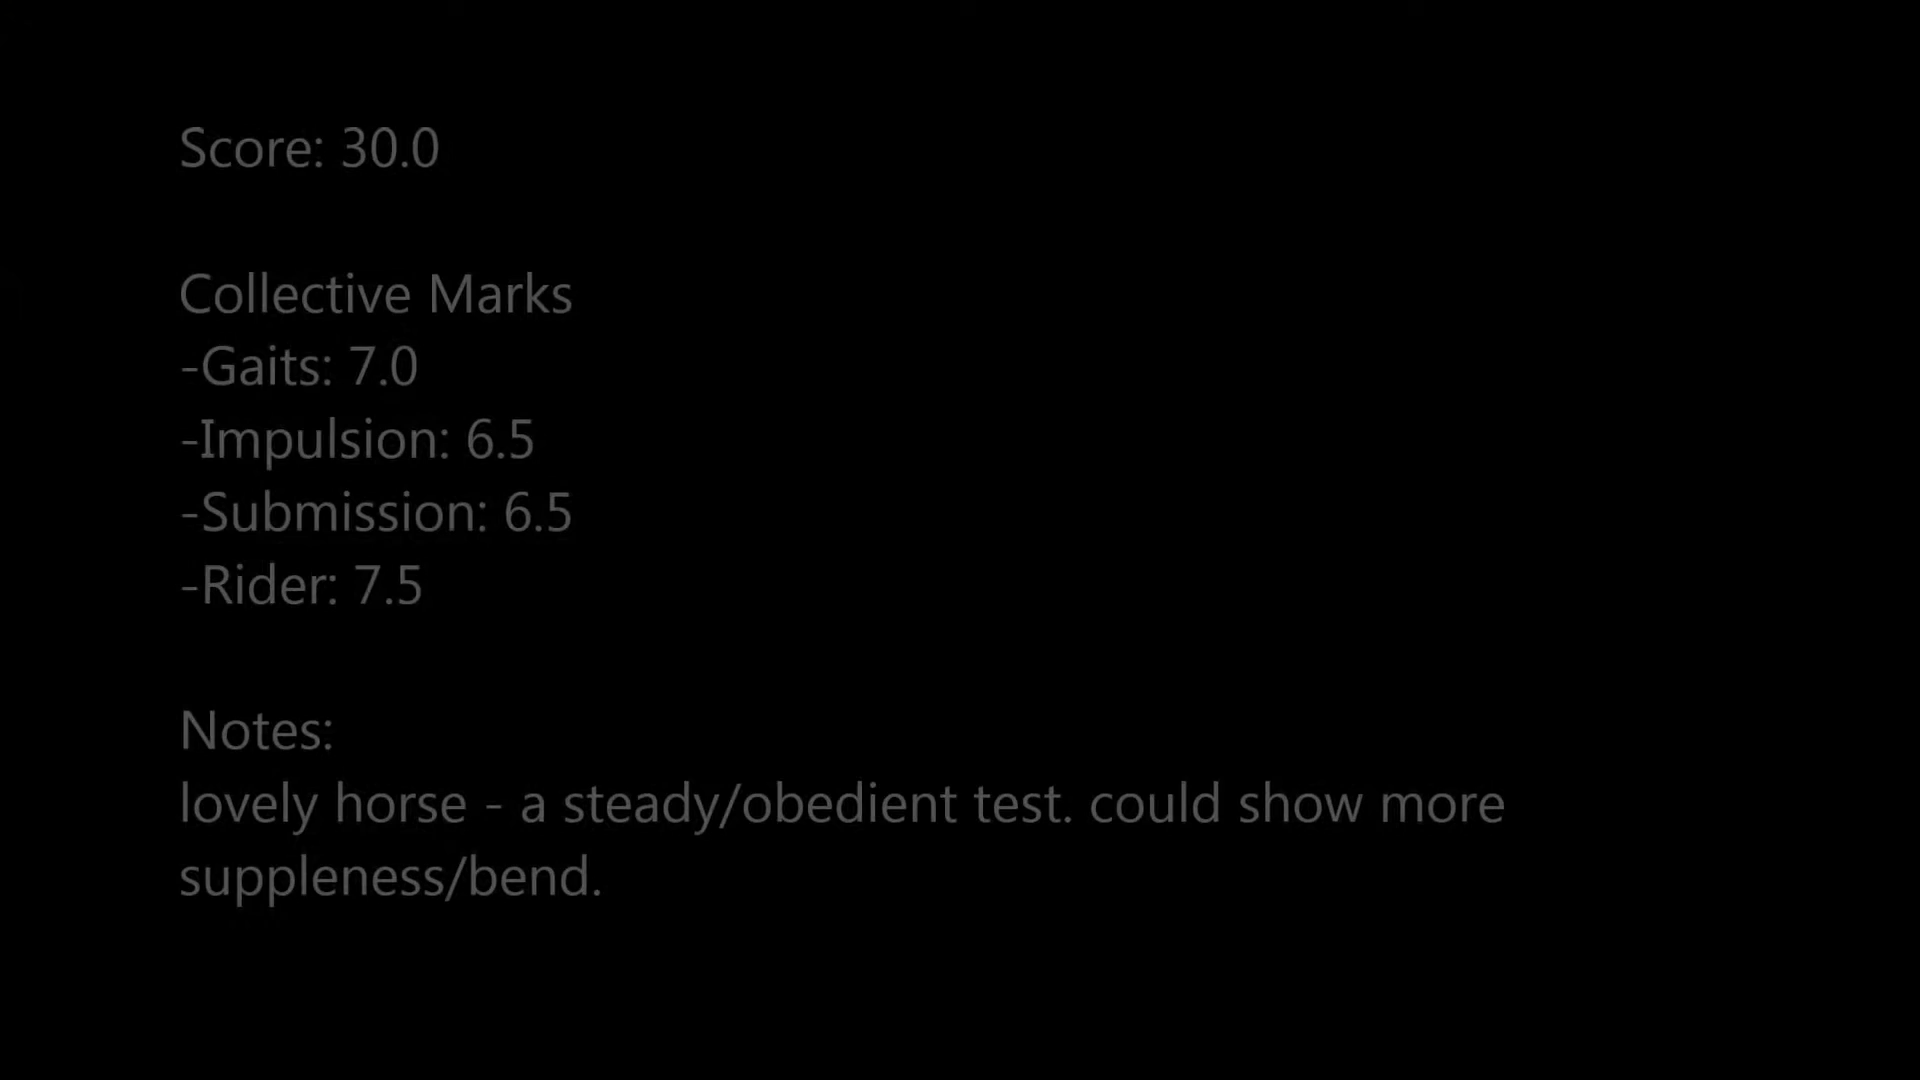 Score: 30.0
Collective Marks
-Gaits: 7.0
-Impulsion: 6.5
-Submission: 6.5
-Rider: 7.5
Notes:
lovely horse - a steady/obedient test. could show more
suppleness/bend.